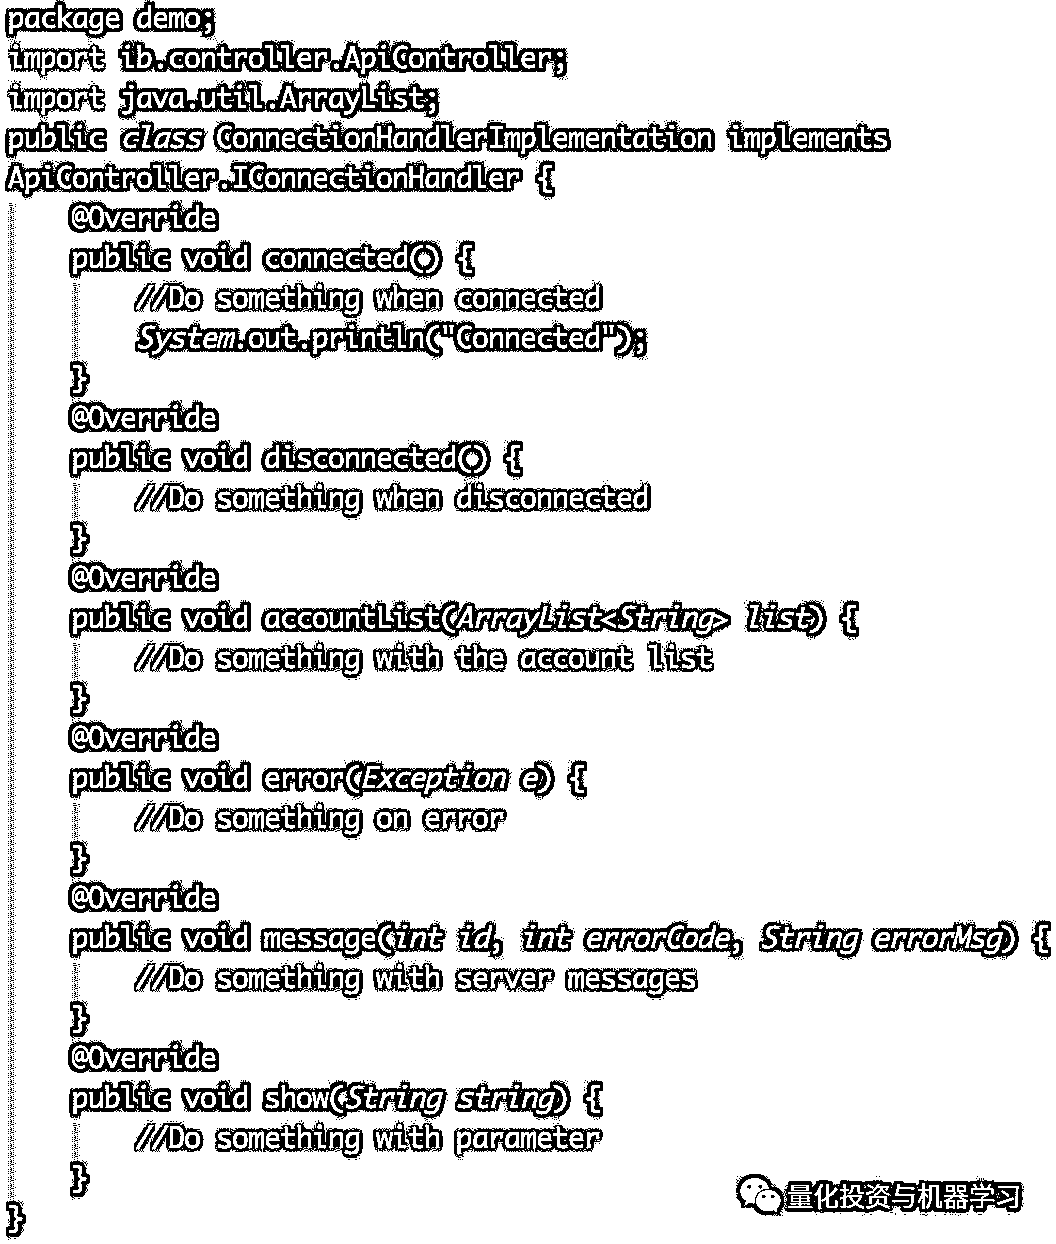 package demo;
import ib.controller.ApiController;
import java.util.ArrayList;
public class ConnectionHandlerImplementation implements
ApiController.IConnectionHandler {
    @Override
    public void connected() {
        //Do something when connected
        System.out.println("Connected");
    }
    @Override
    public void disconnected() {
        //Do something when disconnected
    }
    @Override
    public void accountList(ArrayList<String> list) {
        //Do something with the account list
    }
    @Override
    public void error(Exception e) {
        //Do something on error
    }
    @Override
    public void message(int id, int errorCode, String errorMsg) {
        //Do something with server messages
    }
    @Override
    public void show(String string) {
        //Do something with parameter
    }
量化投资与机器学习
}